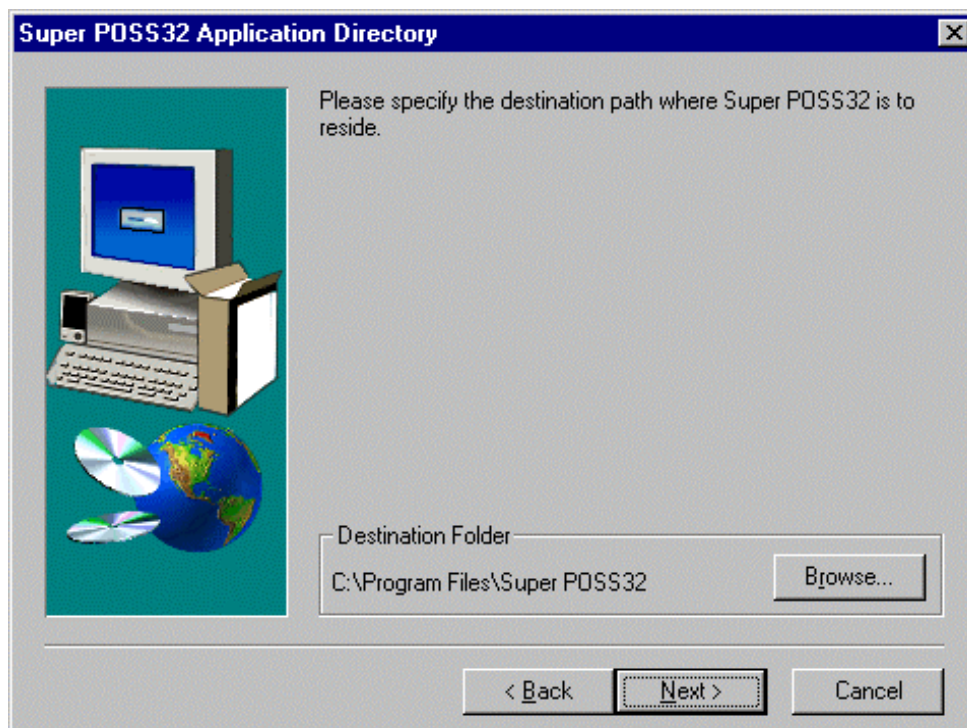 Super POSS32 Application Directory
Please specify the destination path where Super POSS32 is to
reside.
Destination Folder
C:\Program Files\Super POSS32
Browse...
< Back
Next >
Cancel